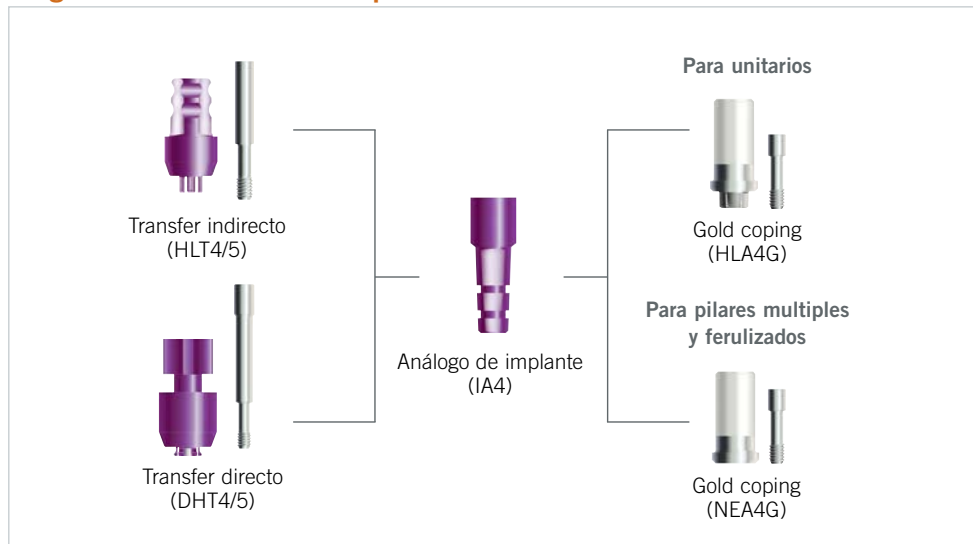 Transfer indirecto
(HLT4/5)
Transfer directo
(DHT4/5)
Análogo de implante
(IA4)
Para unitarios
Gold coping
(HLA4G)
Para pilares multiples
y ferulizados
Gold coping
(NEA4G)